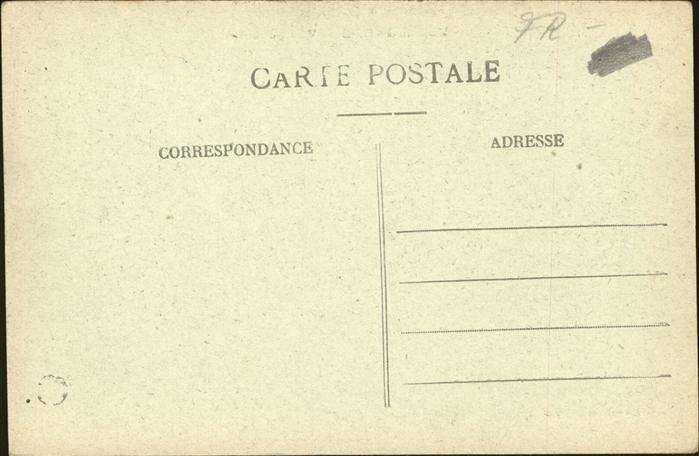 FR -
CARTE POSTALE
CORRESPONDANCE
ADRESSE